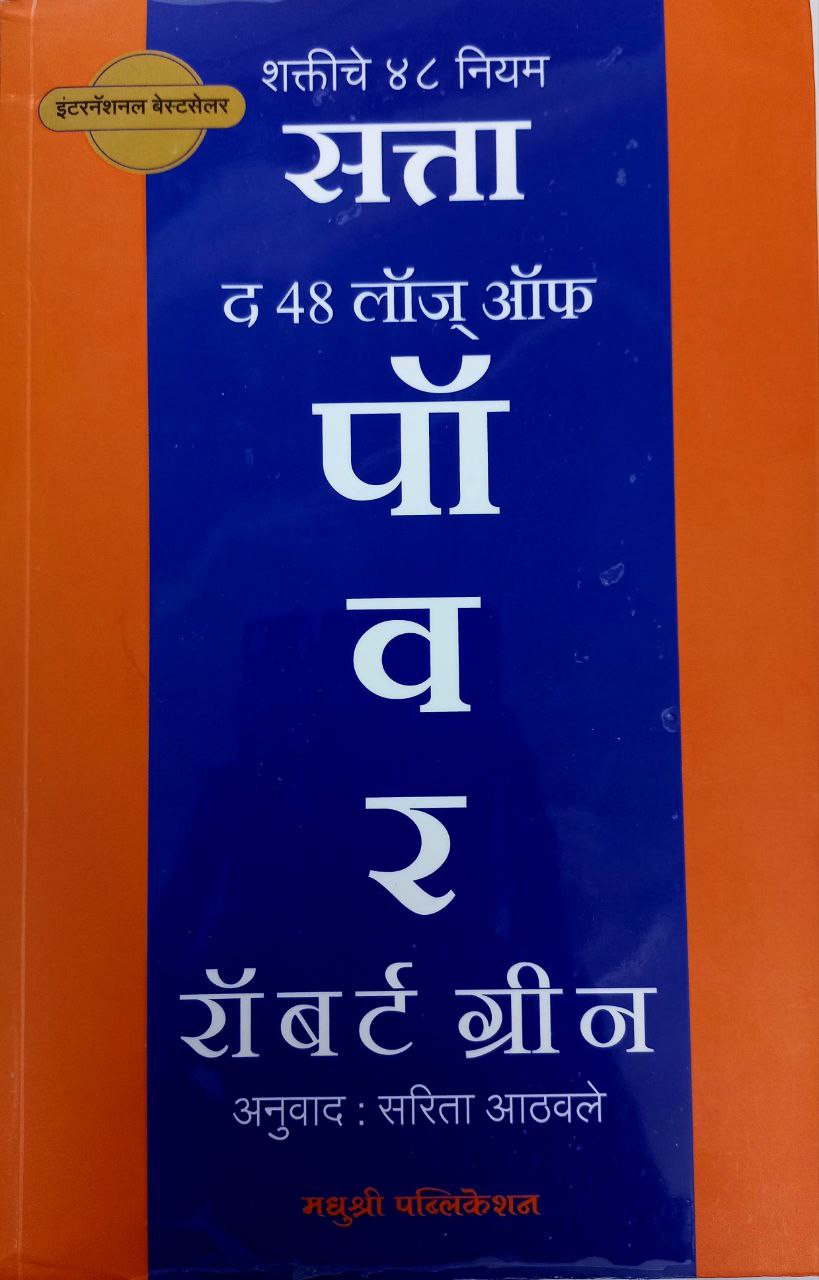 इंटरनॅशनल बेस्टसेलर
शक्तीचे ४८ नियम
सत्ता
द 48 लॉज् ऑफ
पॉ
व
र
रॉबर्ट ग्रीन
अनुवाद : सरिता आठवले
मधुश्री पब्लिकेशन